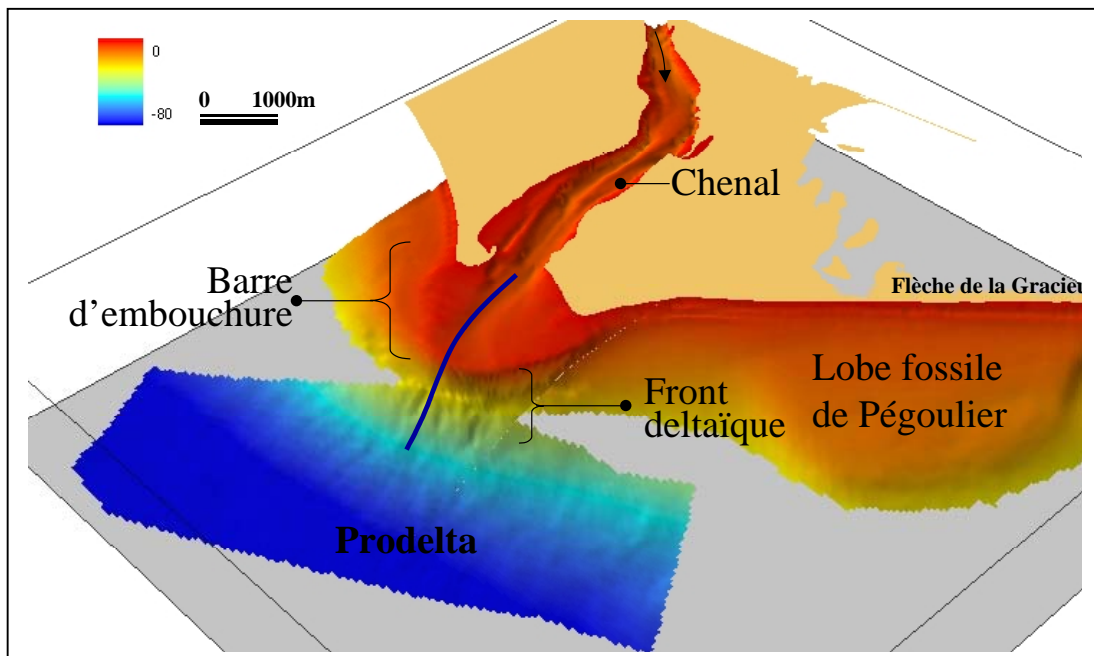 0
-80
0 1000m
Chenal
Barre
d’embouchure
Flèche de la Gracieu
Lobe fossile
de Pégoulier
Front
deltaïque
Prodelta